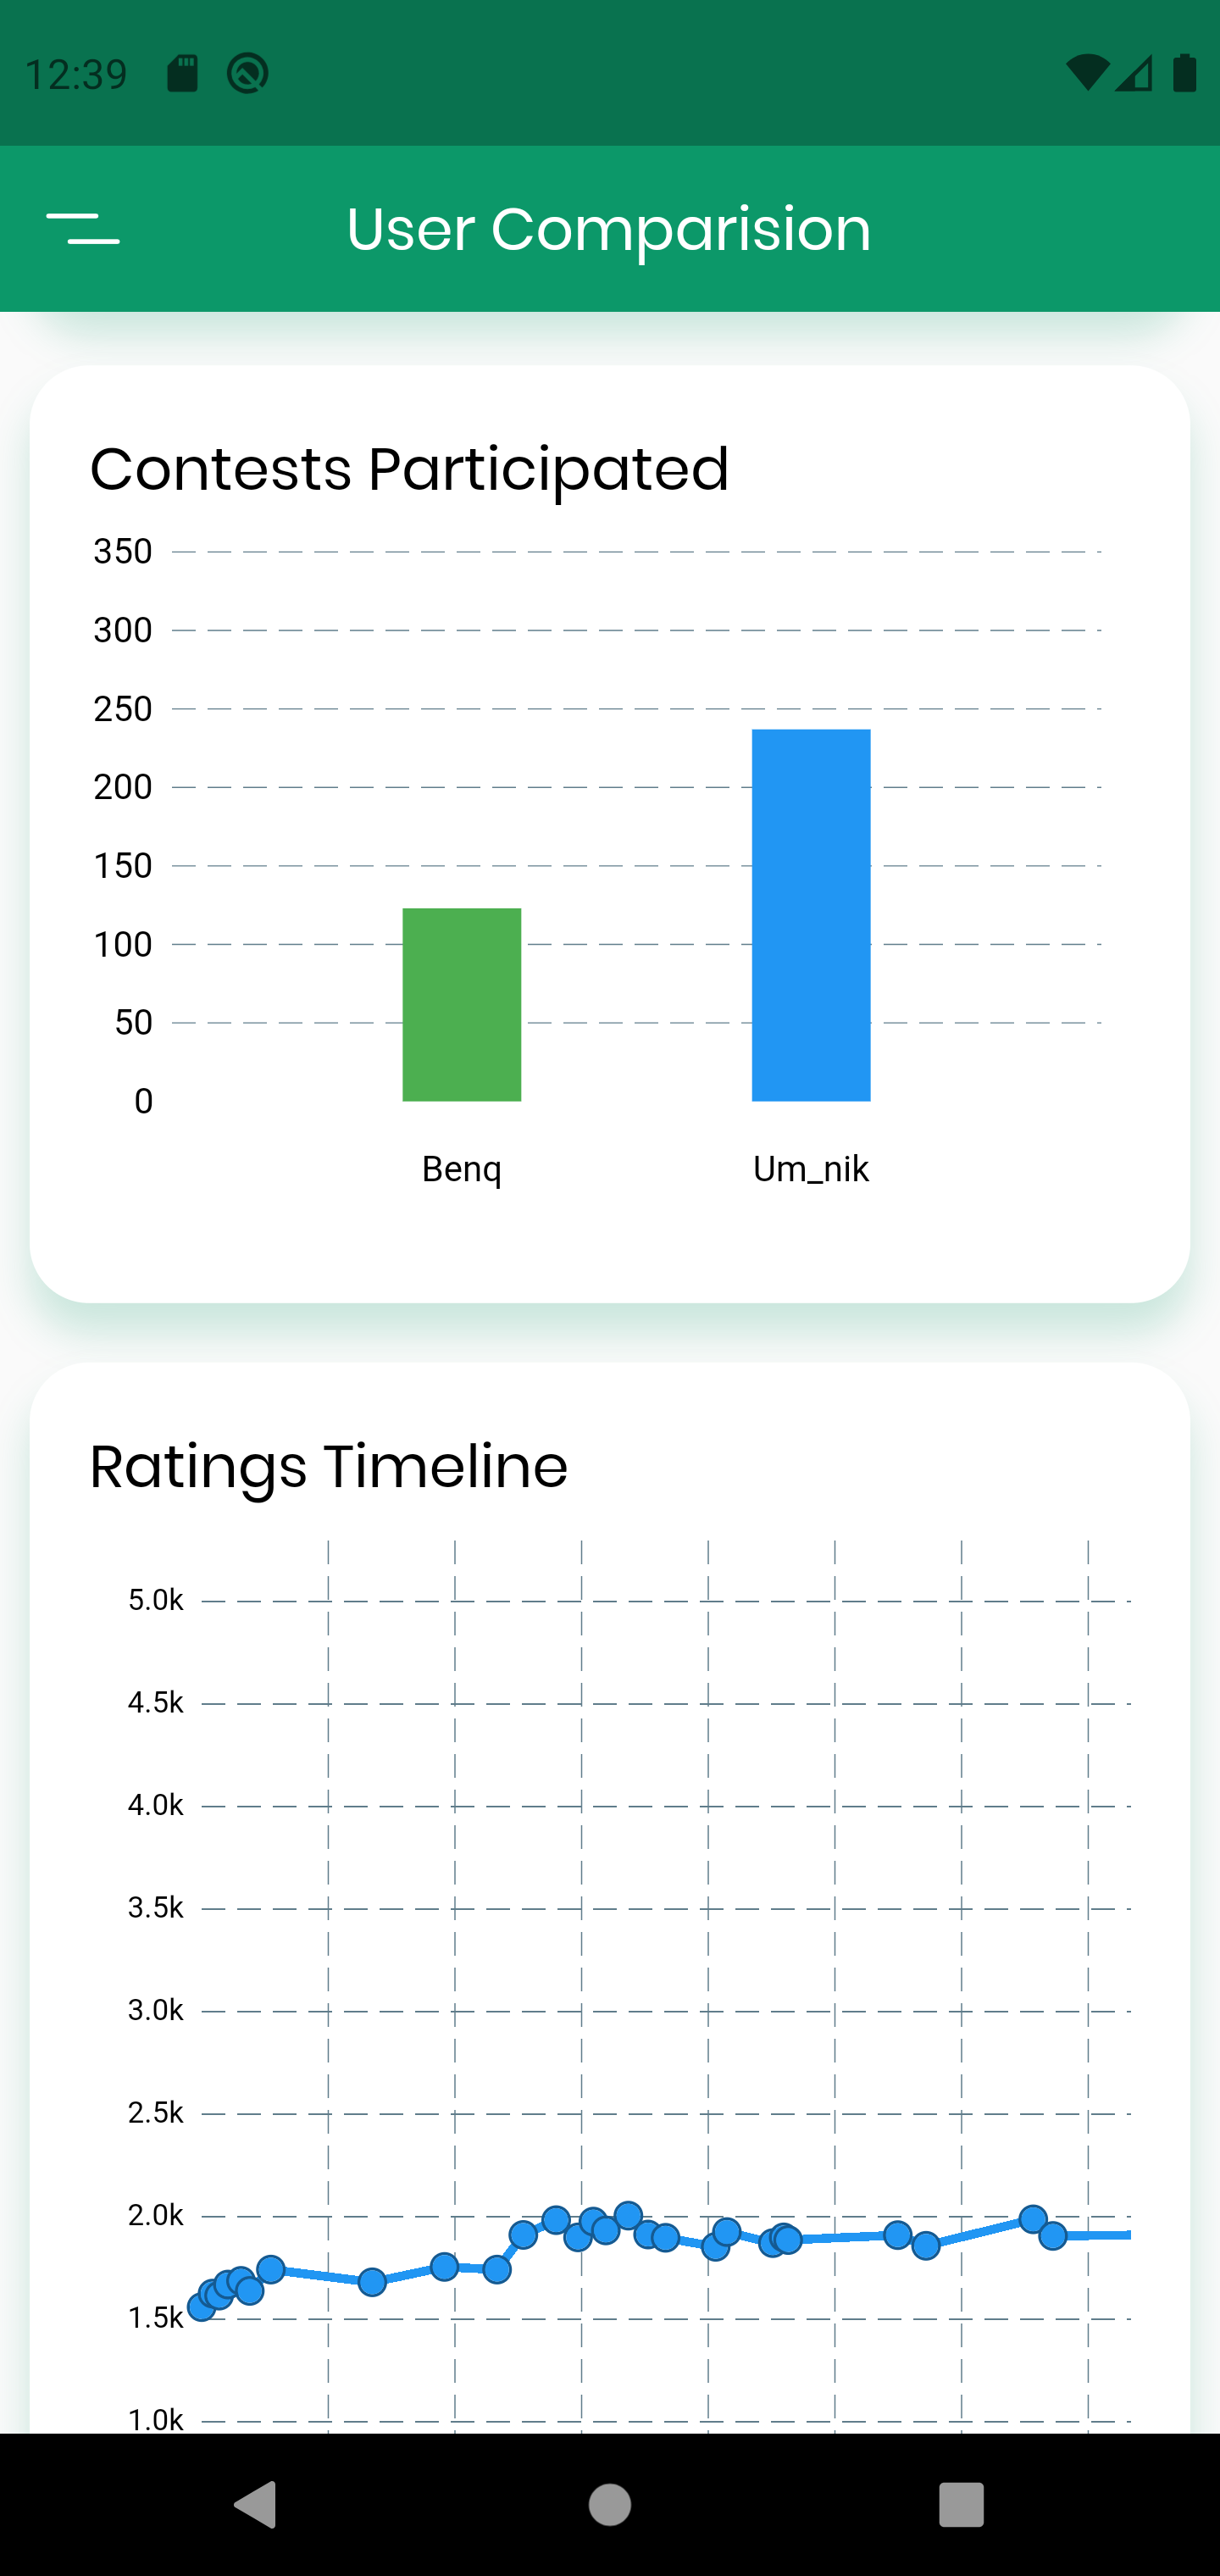 12:39
User Comparision
Contests Participated
350
300
250
200
150
100
50
0
Benq Um_nik
Ratings Timeline
5.0k
4.5k
4.0k
3.5k
3.0k
2.5k
2.0k
1.5k
1.0k